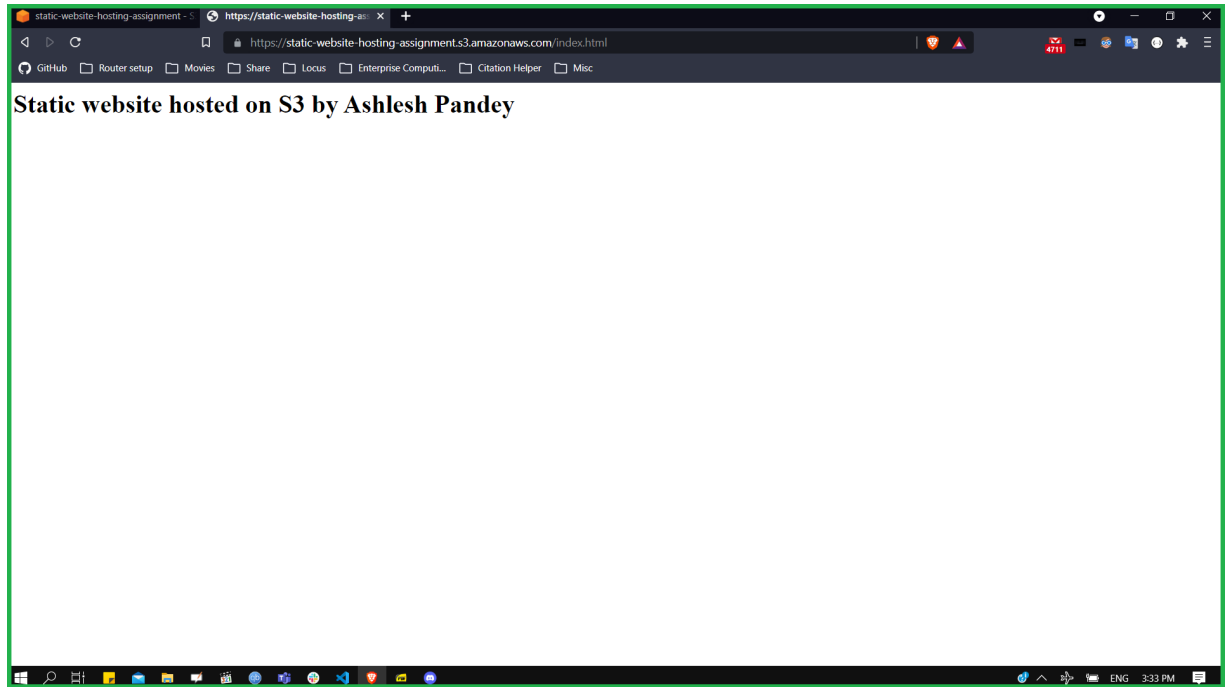 static-website-hosting-assignment - S
https://static-website-hosting-ass
https://static-website-hosting-assignment.s3.amazonaws.com/index.html
4711
GitHub Router setup Movies Share Locus Enterprise Computi... Citation Helper Misc
Static website hosted on S3 by Ashlesh Pandey
ENG 3:33 PM